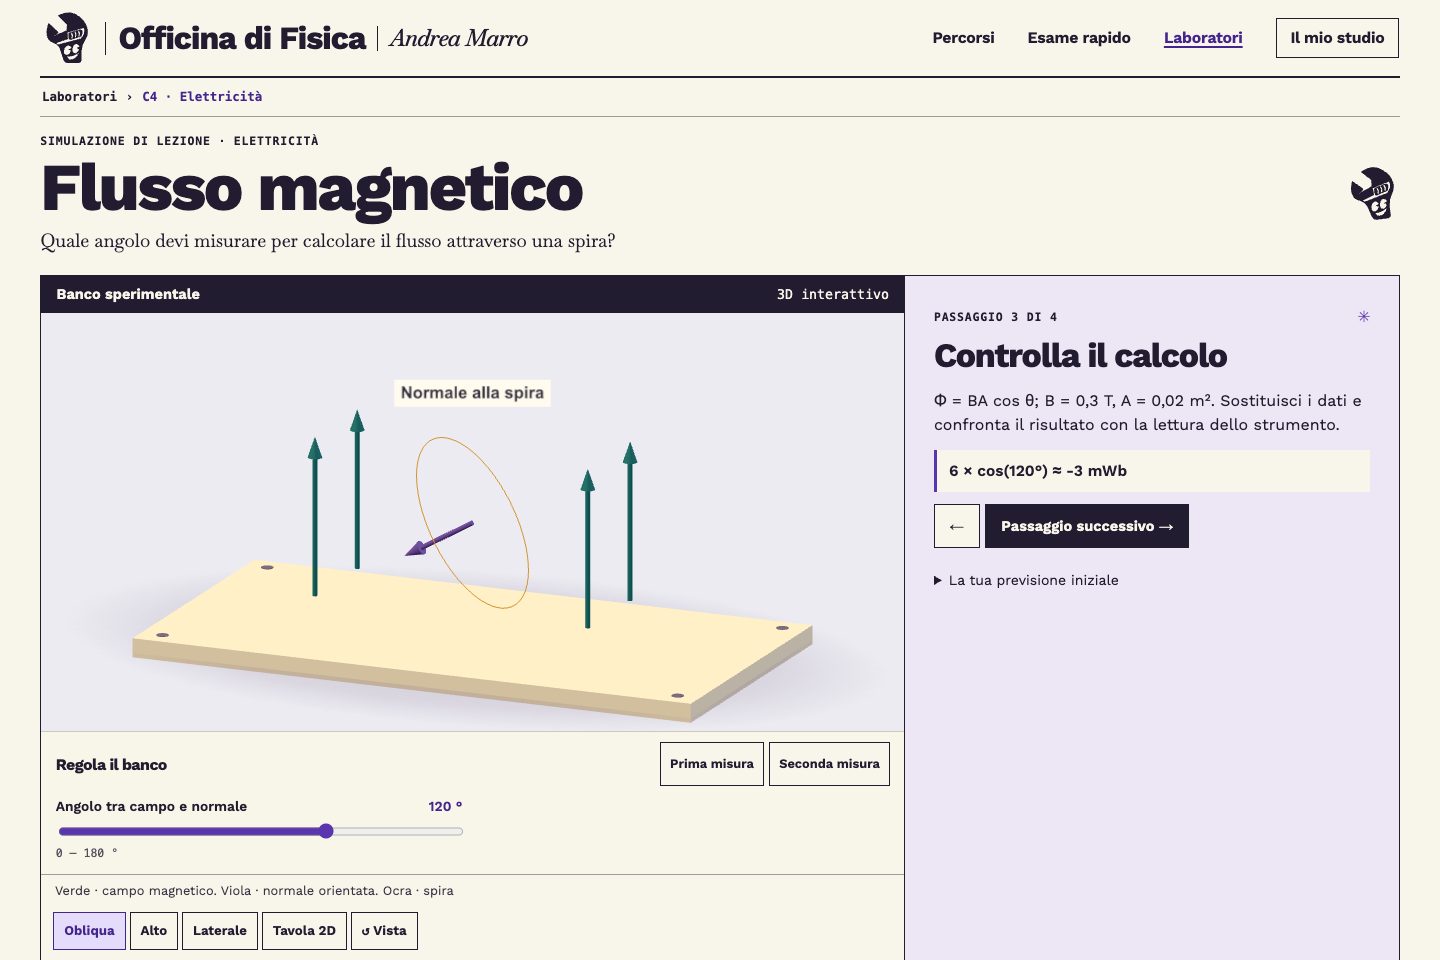 Officina di Fisica
Andrea Marro
Percorsi
Esame rapido
Laboratori
Il mio studio
Laboratori › C4 · Elettricità
SIMULAZIONE DI LEZIONE · ELETTRICITÀ
Flusso magnetico
Quale angolo devi misurare per calcolare il flusso attraverso una spira?
Banco sperimentale
3D interattivo
Normale alla spira
Regola il banco
Prima misura
Seconda misura
Angolo tra campo e normale
120 °
0 — 180 °
Verde · campo magnetico. Viola · normale orientata. Ocra · spira
Obliqua
Alto
Laterale
Tavola 2D
↺ Vista
PASSAGGIO 3 DI 4
Controlla il calcolo
Φ = BA cos θ; B = 0,3 T, A = 0,02 m². Sostituisci i dati e
confronta il risultato con la lettura dello strumento.
6 × cos(120°) ≈ -3 mWb
←
Passaggio successivo →
▶ La tua previsione iniziale